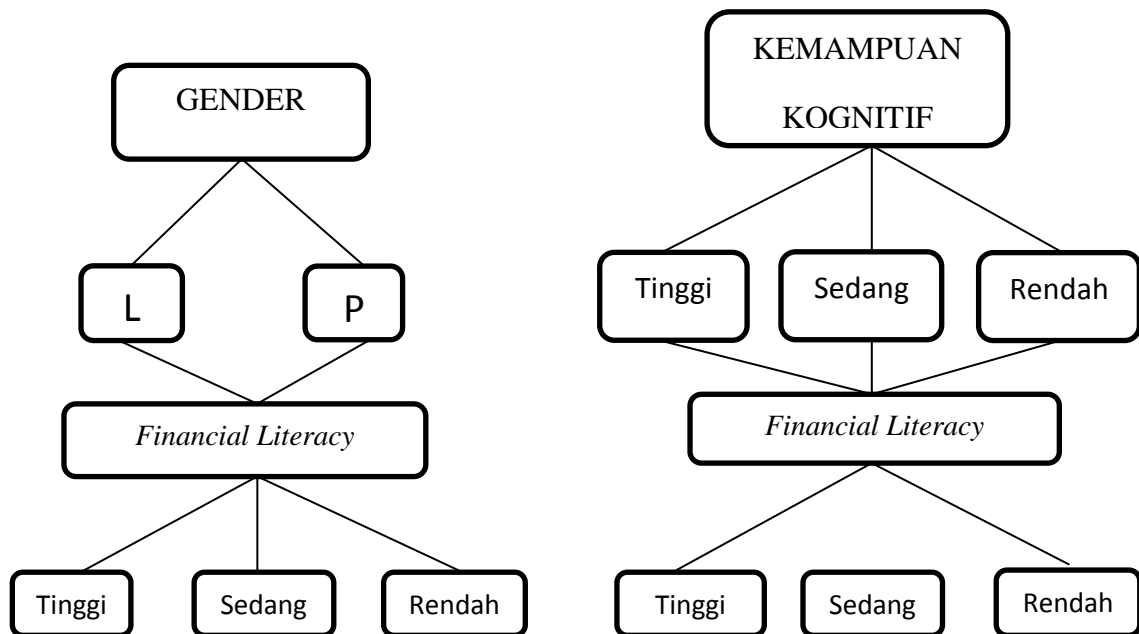 GENDER
L
P
Financial Literacy
Tinggi
Sedang
Rendah
KEMAMPUAN
KOGNITIF
Tinggi
Sedang
Rendah
Financial Literacy
Tinggi
Sedang
Rendah